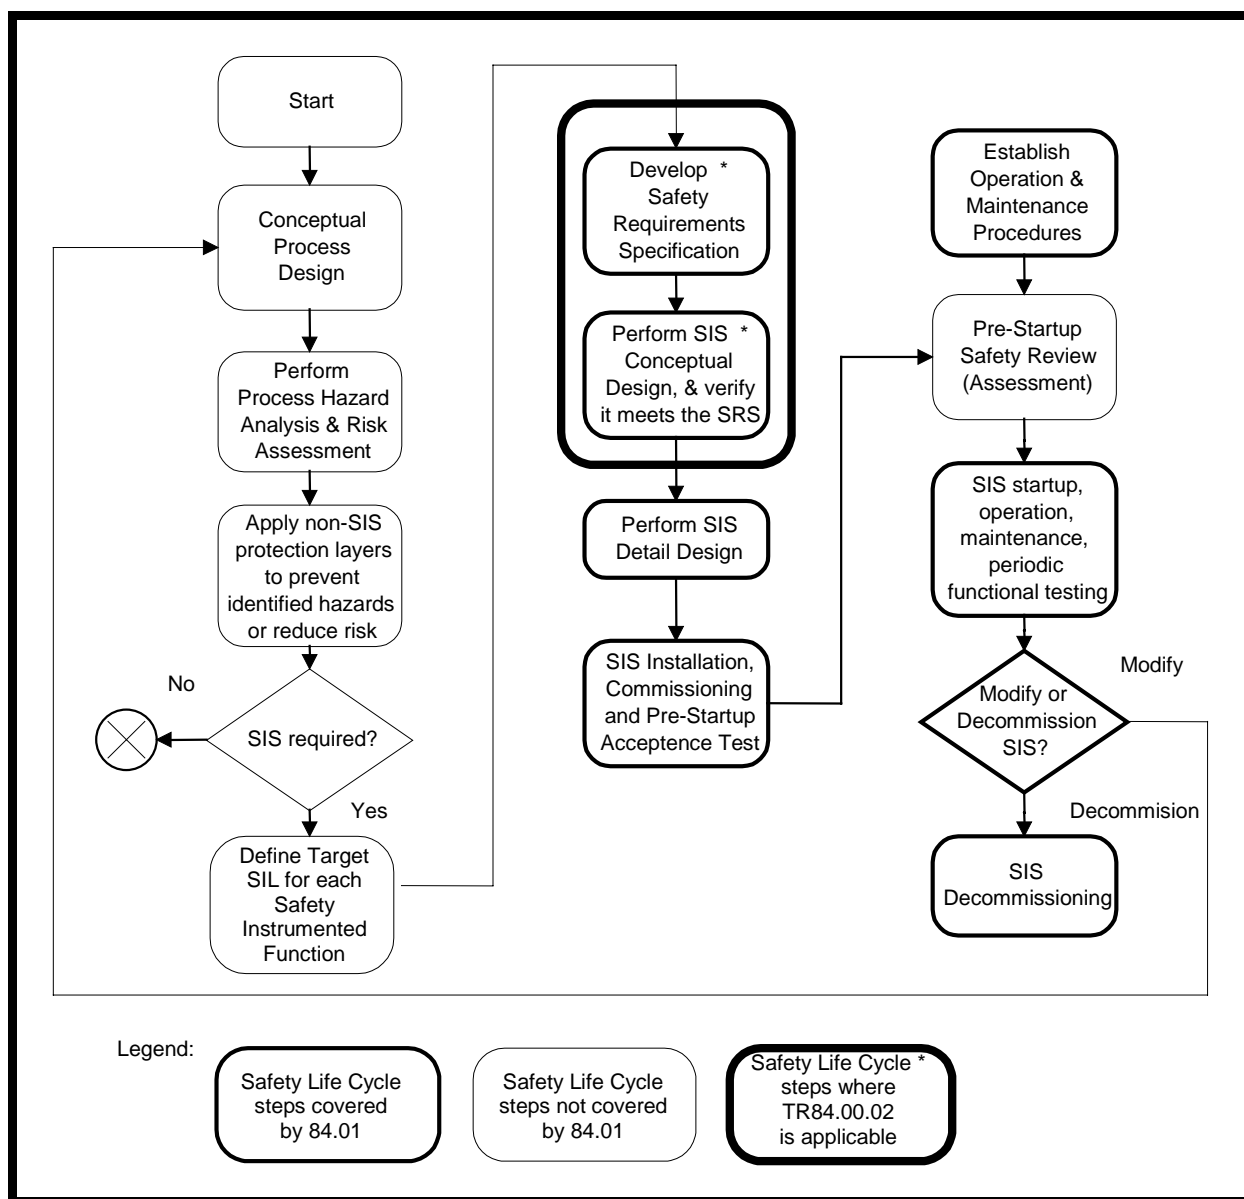 Start
Conceptual
Process
Design
Perform
Process Hazard
Analysis & Risk
Assessment
Apply non-SIS
protection layers
to prevent
identified hazards
or reduce risk
No
SIS required?
Yes
Define Target
SIL for each
Safety
Instrumented
Function
Develop *
Safety
Requirements
Specification
Perform SIS *
Conceptual
Design, & verify
it meets the SRS
Perform SIS
Detail Design
SIS Installation,
Commissioning
and Pre-Startup
Acceptence Test
Establish
Operation &
Maintenance
Procedures
Pre-Startup
Safety Review
(Assessment)
SIS startup,
operation,
maintenance,
periodic
functional testing
Modify
Modify or
Decommission
SIS?
Decommision
SIS
Decommissioning
Legend:
Safety Life Cycle
steps covered
by 84.01
Safety Life Cycle
steps not covered
by 84.01
Safety Life Cycle *
steps where
TR84.00.02
is applicable